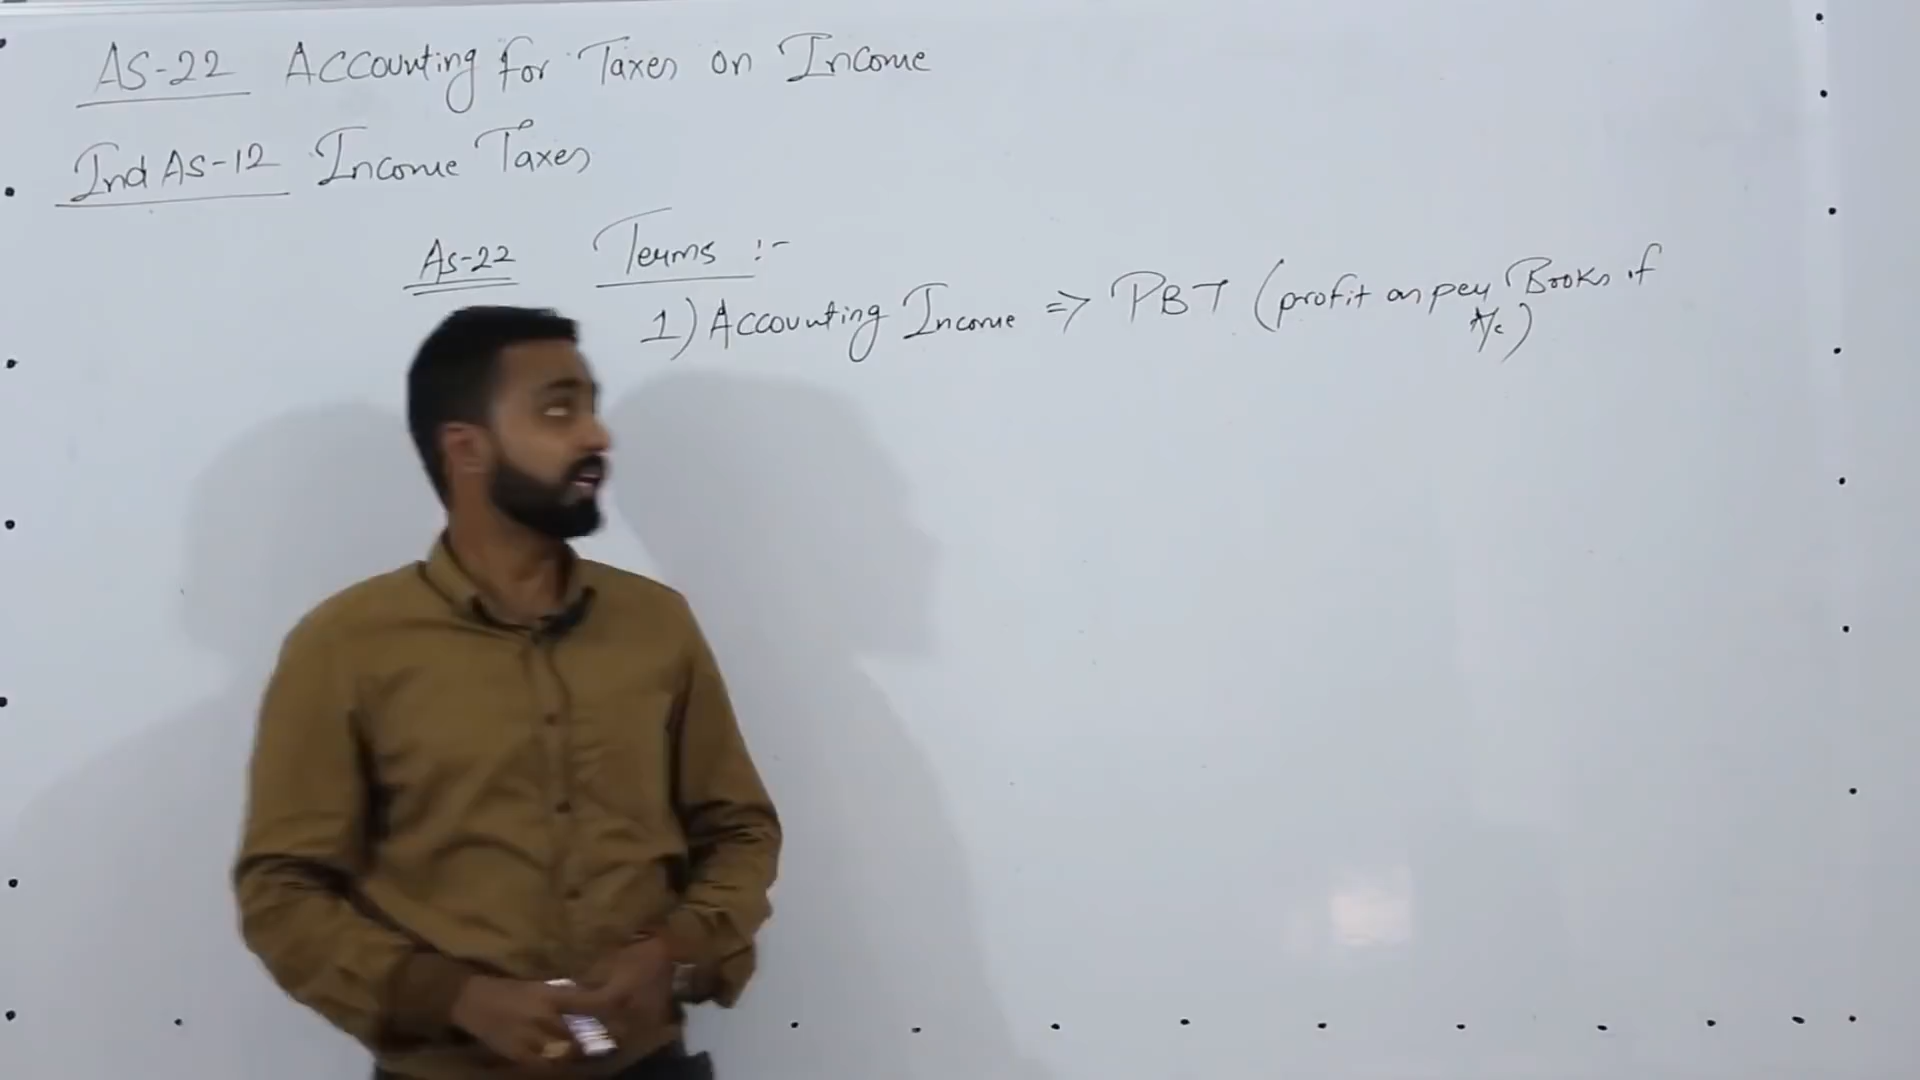 AS-22 Accounting for Taxes on Income
Ind AS-12 Income Taxes
AS-22 Terms :-
1) Accounting Income => PBT (profit as per Books of
A/c)